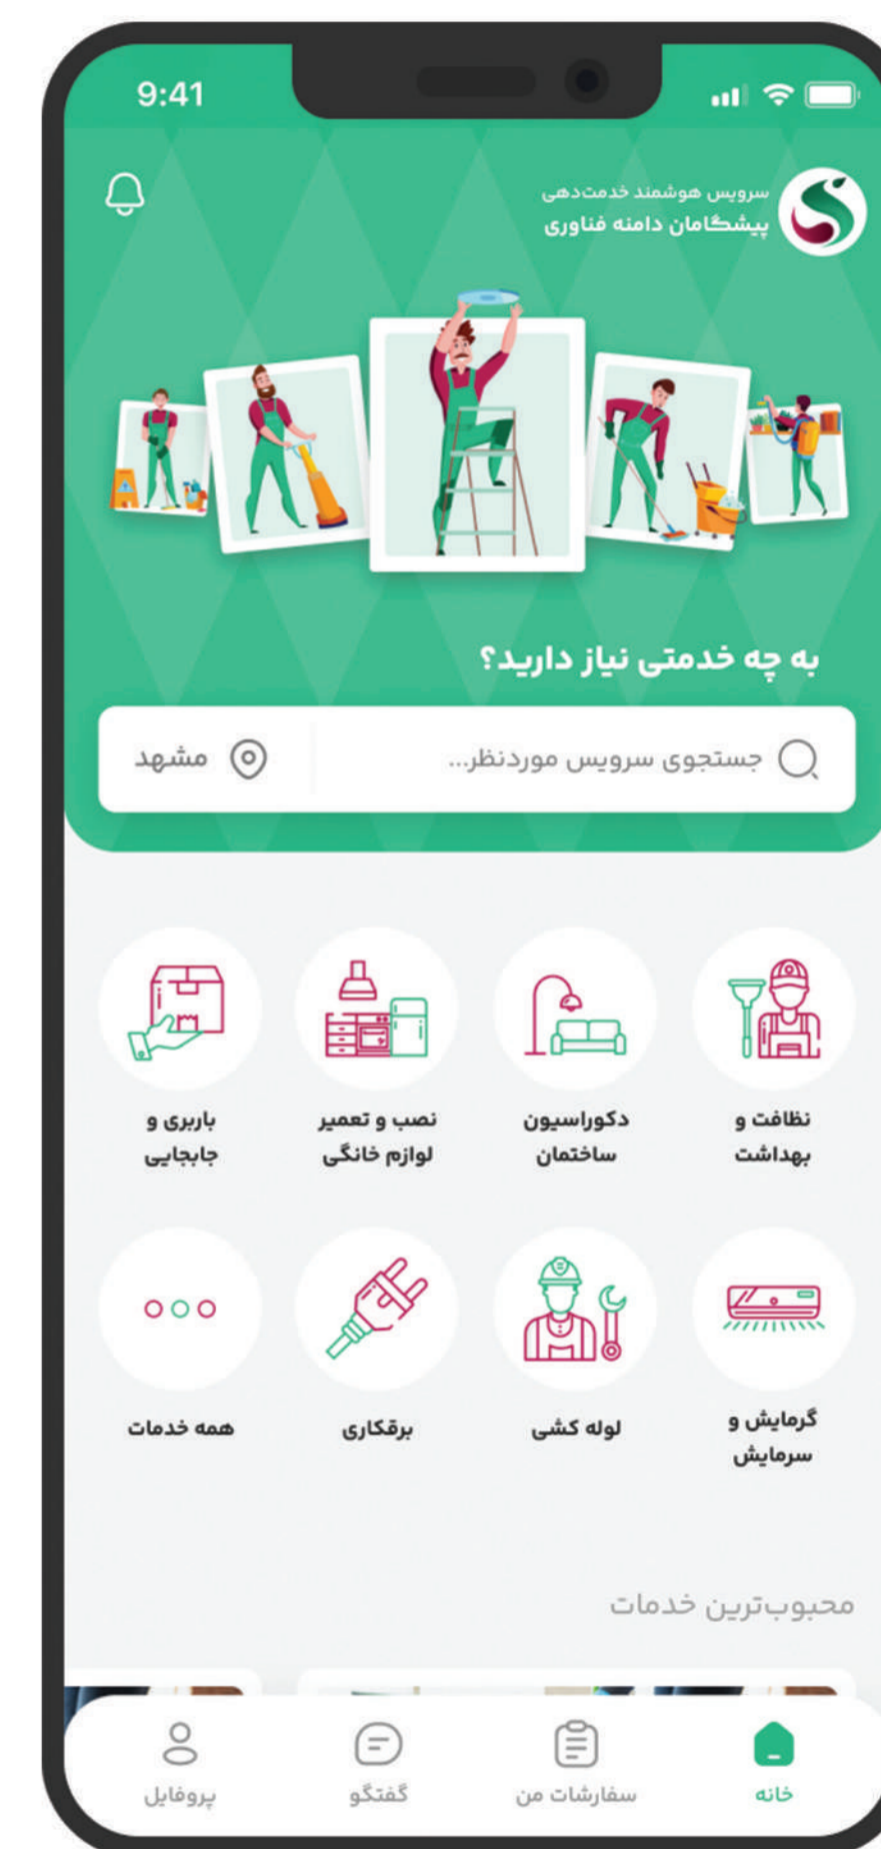 9:41
سرویس هوشمند خدمت‌دهی
پیشگامان دامنه فناوری
به چه خدمتی نیاز دارید؟
جستجوی سرویس موردنظر...
مشهد
نظافت و
بهداشت
دکوراسیون
ساختمان
نصب و تعمیر
لوازم خانگی
باربری و
جابجایی
گرمایش و
سرمایش
لوله کشی
برقکاری
همه خدمات
محبوب‌ترین خدمات
خانه
سفارشات من
گفتگو
پروفایل